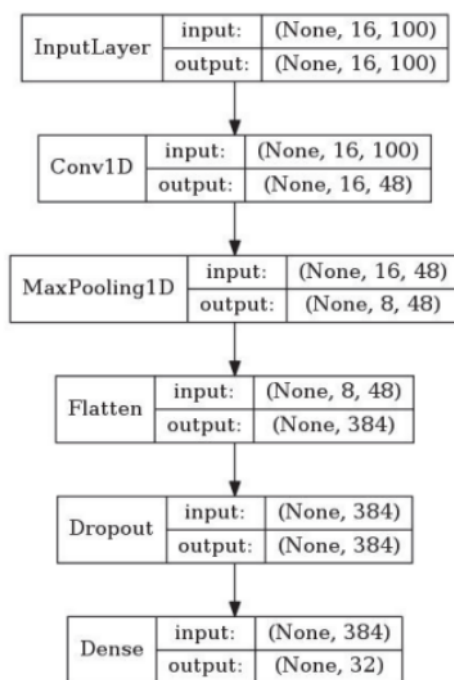 InputLayer
input: (None, 16, 100)
output: (None, 16, 100)
Conv1D
input: (None, 16, 100)
output: (None, 16, 48)
MaxPooling1D
input: (None, 16, 48)
output: (None, 8, 48)
Flatten
input: (None, 8, 48)
output: (None, 384)
Dropout
input: (None, 384)
output: (None, 384)
Dense
input: (None, 384)
output: (None, 32)